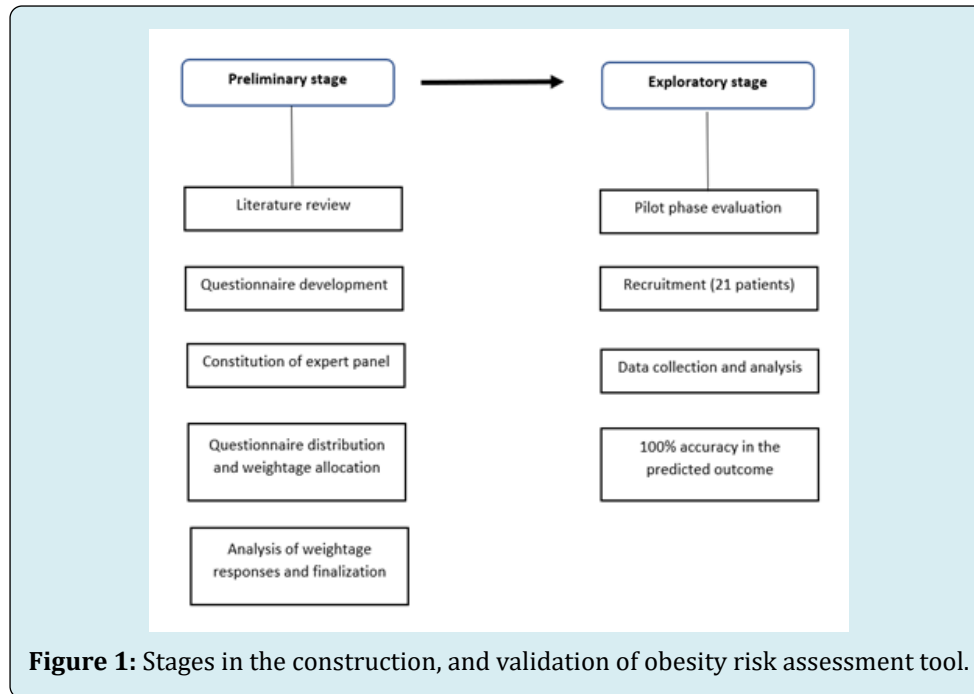 Preliminary stage
Literature review
Questionnaire development
Constitution of expert panel
Questionnaire distribution
and weightage allocation
Analysis of weightage
responses and finalization
Exploratory stage
Pilot phase evaluation
Recruitment (21 patients)
Data collection and analysis
100% accuracy in the
predicted outcome
Figure 1: Stages in the construction, and validation of obesity risk assessment tool.